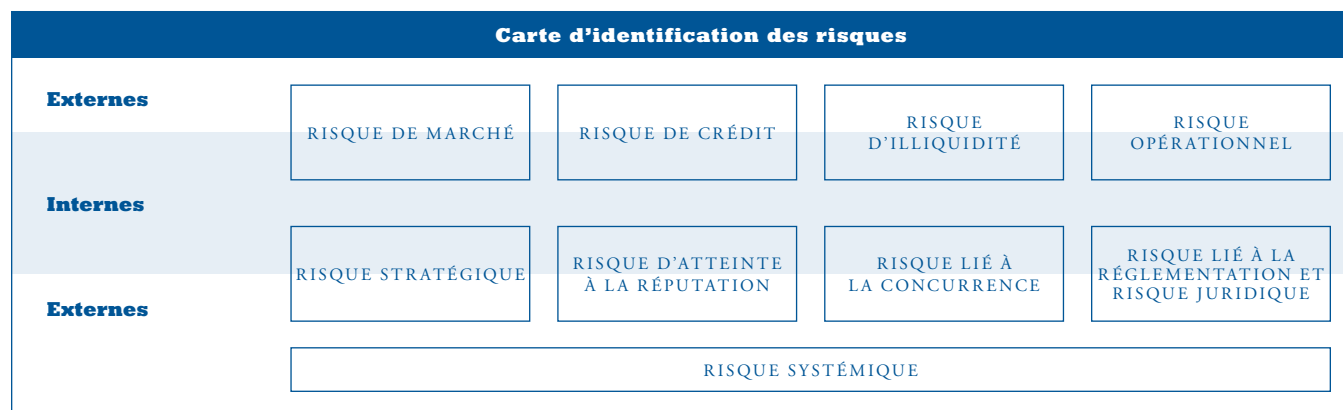 Carte d'identification des risques
Externes
RISQUE DE MARCHÉ
RISQUE DE CRÉDIT
RISQUE
D'ILLIQUIDITÉ
RISQUE
OPÉRATIONNEL
Internes
RISQUE STRATÉGIQUE
RISQUE D'ATTEINTE
À LA RÉPUTATION
RISQUE LIÉ À
LA CONCURRENCE
RISQUE LIÉ À LA
RÉGLEMENTATION ET
RISQUE JURIDIQUE
Externes
RISQUE SYSTÉMIQUE